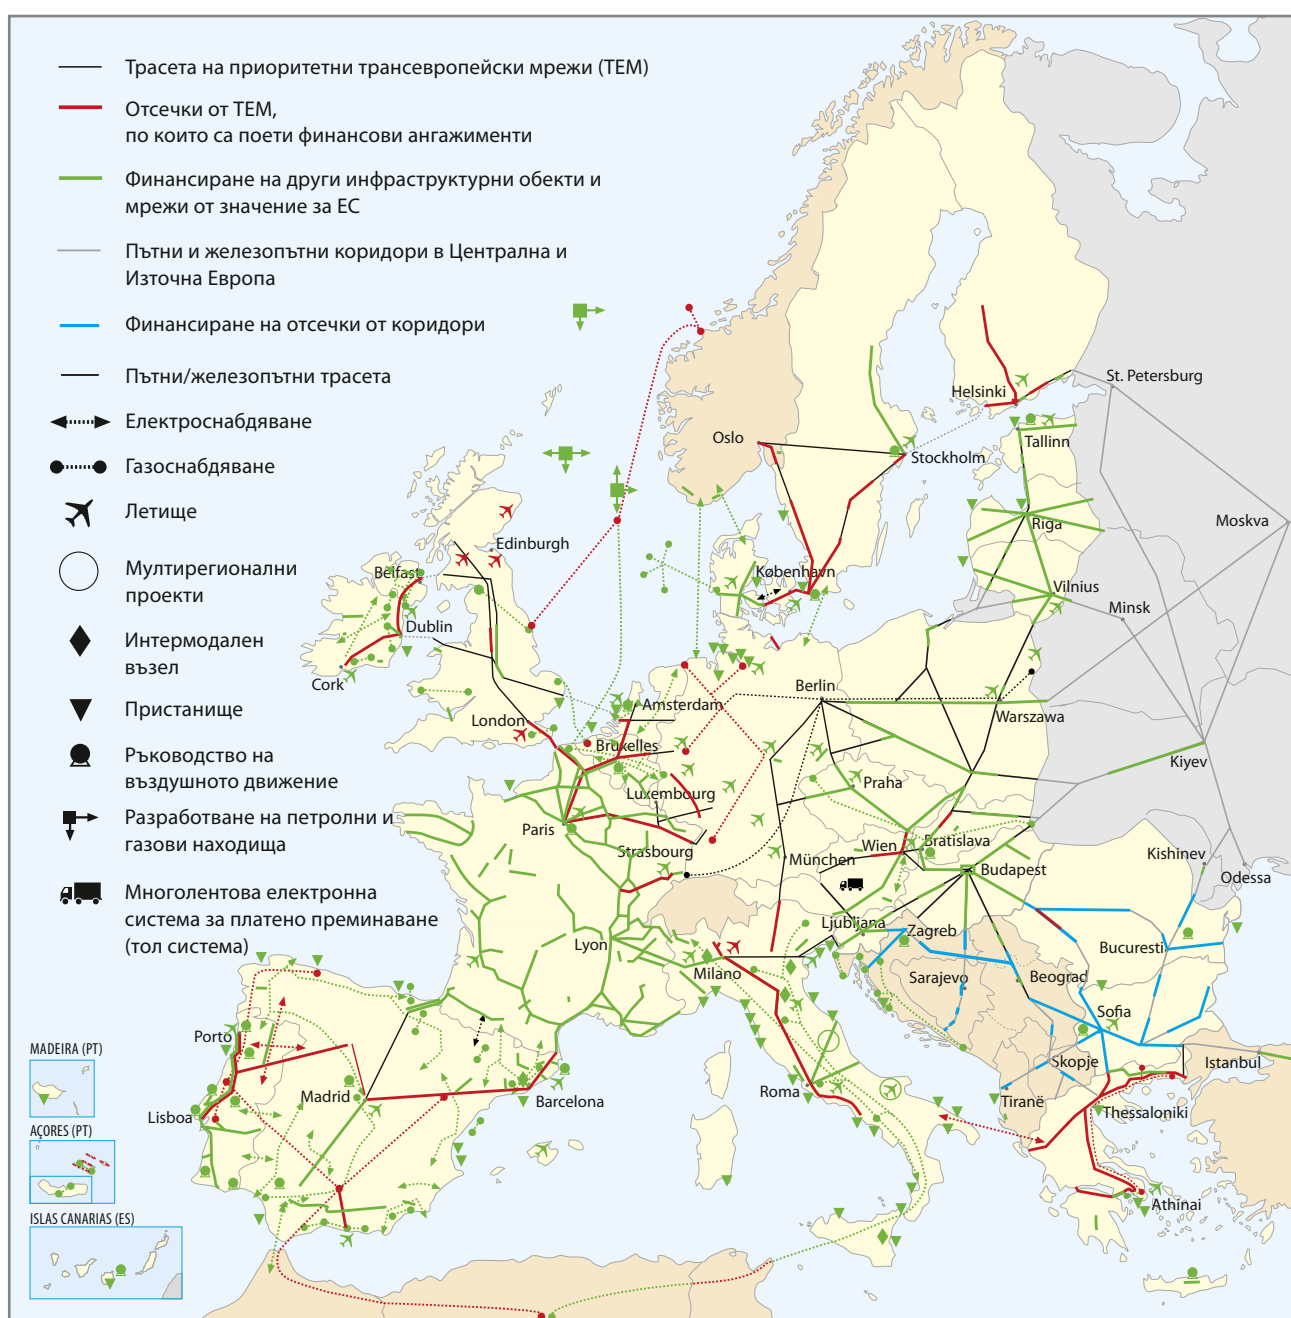 Трасета на приоритетни трансевропейски мрежи (ТЕМ)
Отсечки от ТЕМ,
по които са поети финансови ангажименти
Финансиране на други инфраструктурни обекти и
мрежи от значение за ЕС
Пътни и железопътни коридори в Централна и
Източна Европа
Финансиране на отсечки от коридори
Пътни/железопътни трасета
Електроснабдяване
Газоснабдяване
Летище
Мултирегионални
проекти
Интермодален
възел
Пристанище
Ръководство на
въздушното движение
Разработване на петролни и
газови находища
Многолентова електронна
система за платено преминаване
(тол система)
Helsinki
St. Petersburg
Oslo
Stockholm
Tallinn
Riga
Moskva
Edinburgh
Belfast
København
Vilnius
Minsk
Dublin
Cork
Berlin
London
Amsterdam
Warszawa
Bruxelles
Kiyev
Praha
Luxembourg
Paris
Strasbourg
Wien
Bratislava
München
Budapest
Kishinev
Odessa
Ljubljana
Zagreb
Lyon
Bucuresti
Milano
Sarajevo
Beograd
Sofia
Porto
Skopje
Istanbul
MADEIRA (PT)
Madrid
Roma
Tiranë
Barcelona
Lisboa
Thessaloniki
AÇORES (PT)
Athinai
ISLAS CANARIAS (ES)